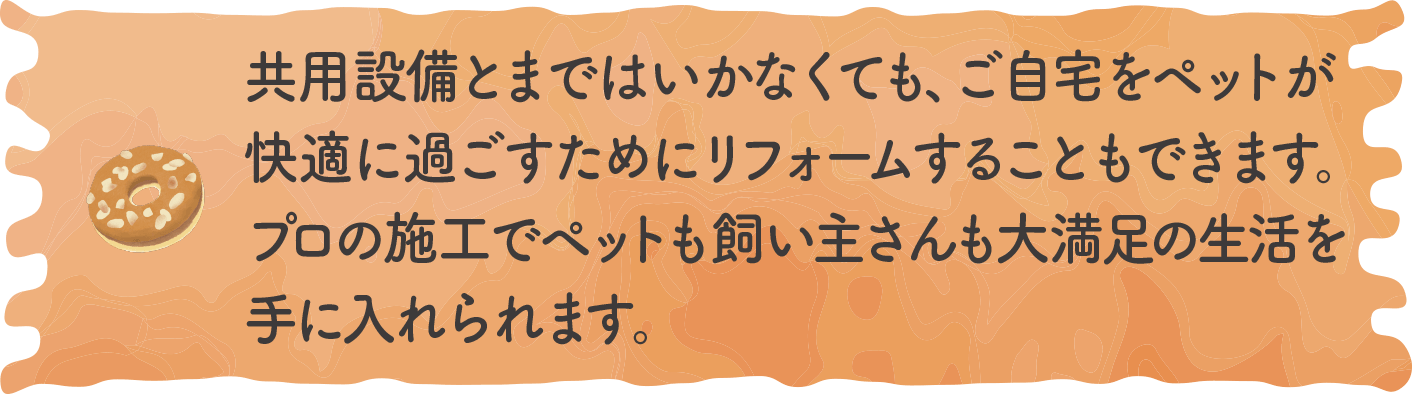 共用設備とまではいかなくても、ご自宅をペットが
快適に過ごすためにリフォームすることもできます。
プロの施工でペットも飼い主さんも大満足の生活を
手に入れられます。